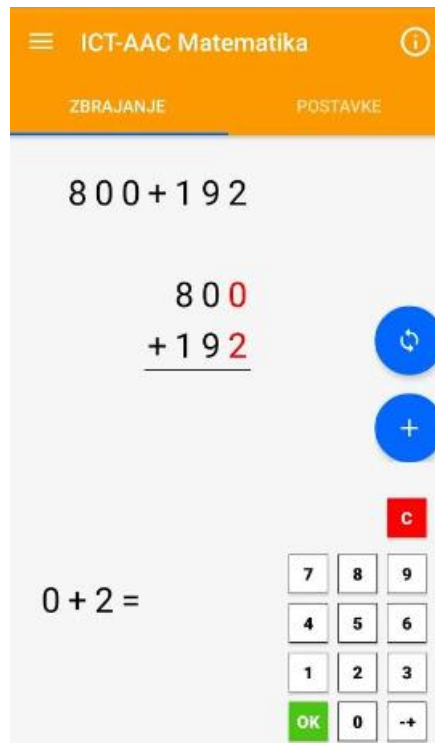 ICT-AAC Matematika
ZBRAJANJE POSTAVKE
800+192
800
+192
+
C
7 8 9
0+2=
4 5 6
1 2 3
OK 0 -+